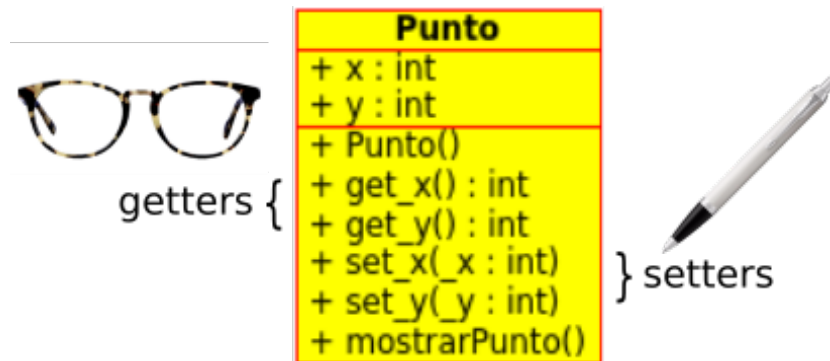 Punto
+ x : int
+ y : int
+ Punto()
getters { + get_x() : int
+ get_y() : int
+ set_x(_x : int) } setters
+ set_y(_y : int)
+ mostrarPunto()